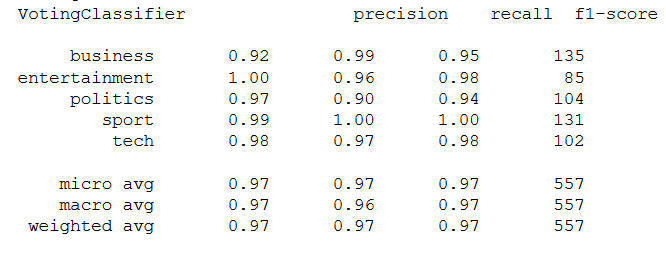 VotingClassifier precision recall f1-score
business 0.92 0.99 0.95 135
entertainment 1.00 0.96 0.98 85
politics 0.97 0.90 0.94 104
sport 0.99 1.00 1.00 131
tech 0.98 0.97 0.98 102
micro avg 0.97 0.97 0.97 557
macro avg 0.97 0.96 0.97 557
weighted avg 0.97 0.97 0.97 557